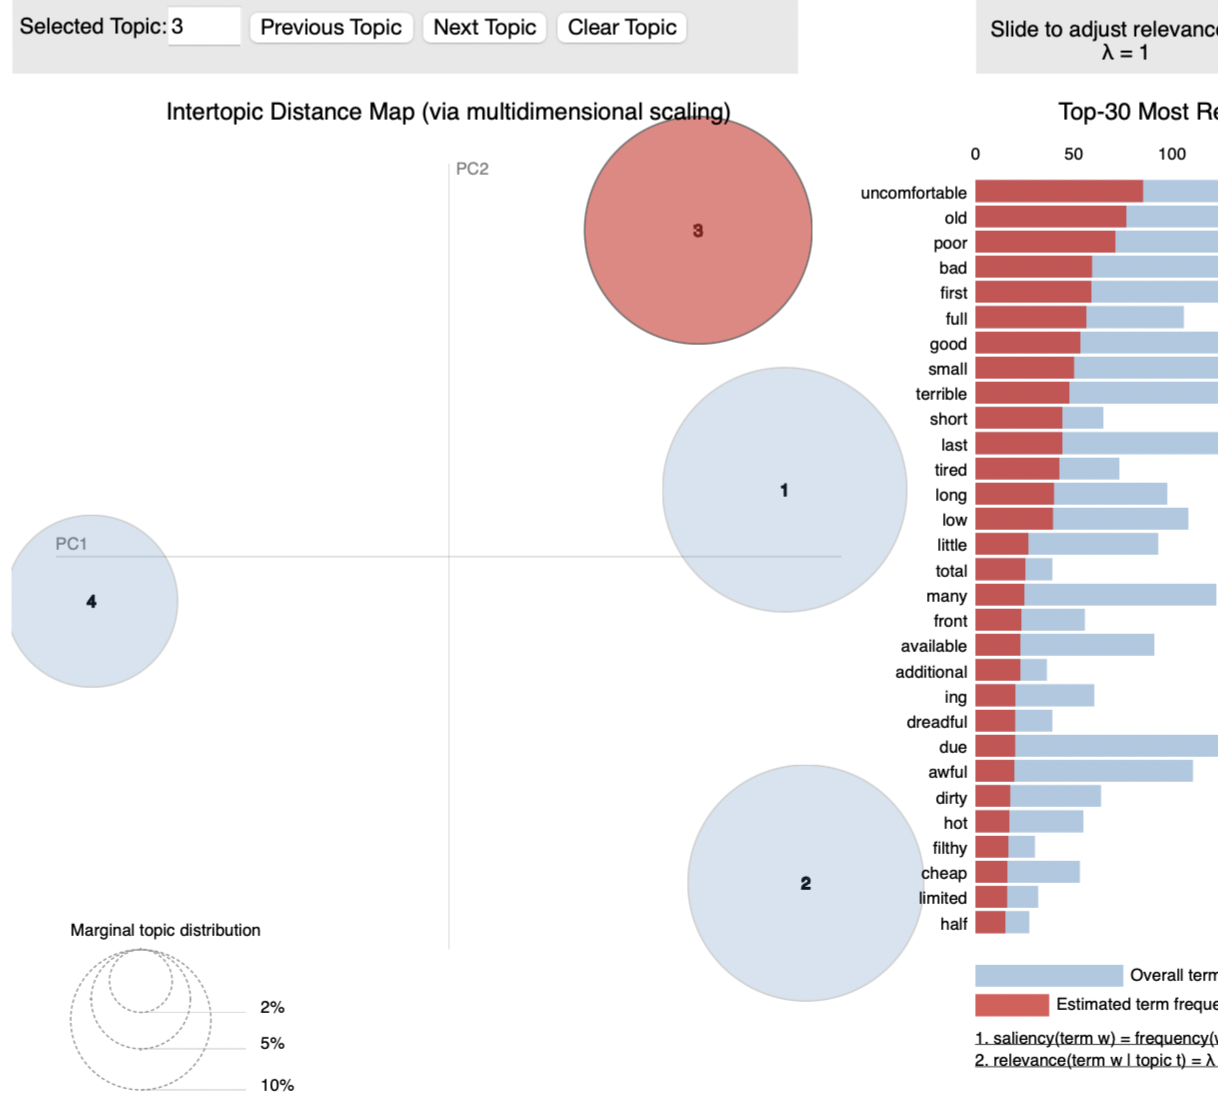 Selected Topic: 3 Previous Topic Next Topic Clear Topic
Slide to adjust relevance
λ = 1
Intertopic Distance Map (via multidimensional scaling)
Top-30 Most Re
PC2
PC1
3
1
4
2
0 50 100
uncomfortable
old
poor
bad
first
full
good
small
terrible
short
last
tired
long
low
little
total
many
front
available
additional
ing
dreadful
due
awful
dirty
hot
filthy
cheap
limited
half
Marginal topic distribution
2%
5%
10%
Overall term
Estimated term freque
1. saliency(term w) = frequency(w
2. relevance(term w | topic t) = λ